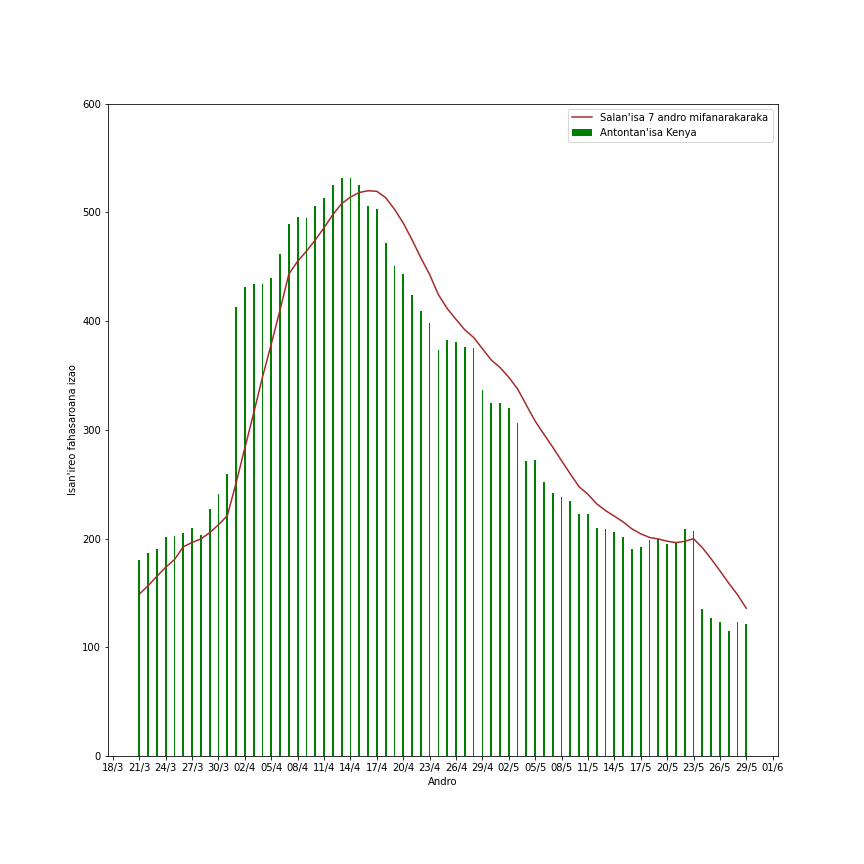 Salan'isa 7 andro mifanarakaraka
Antontan'isa Kenya
600
500
400
300
200
100
0
Isan'ireo fahasaroana izao
18/3 21/3 24/3 27/3 30/3 02/4 05/4 08/4 11/4 14/4 17/4 20/4 23/4 26/4 29/4 02/5 05/5 08/5 11/5 14/5 17/5 20/5 23/5 26/5 29/5 01/6
Andro